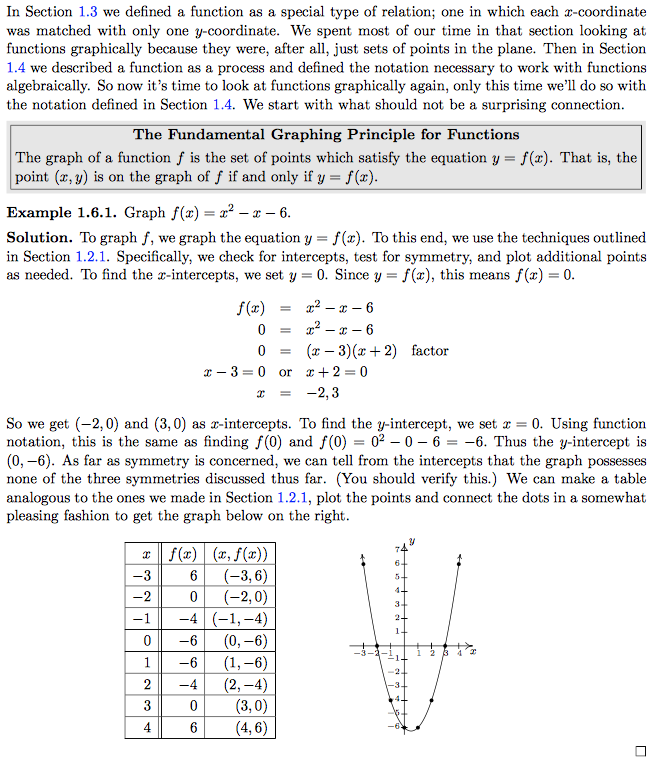 In Section 1.3 we defined a function as a special type of relation; one in which each x-coordinate
was matched with only one y-coordinate. We spent most of our time in that section looking at
functions graphically because they were, after all, just sets of points in the plane. Then in Section
1.4 we described a function as a process and defined the notation necessary to work with functions
algebraically. So now it's time to look at functions graphically again, only this time we'll do so with
the notation defined in Section 1.4. We start with what should not be a surprising connection.
The Fundamental Graphing Principle for Functions
The graph of a function f is the set of points which satisfy the equation y = f(x). That is, the
point (x, y) is on the graph of f if and only if y = f(x).
Example 1.6.1. Graph f(x) = x² − x − 6.
Solution. To graph f, we graph the equation y = f(x). To this end, we use the techniques outlined
in Section 1.2.1. Specifically, we check for intercepts, test for symmetry, and plot additional points
as needed. To find the x-intercepts, we set y = 0. Since y = f(x), this means f(x) = 0.
f(x) = x² − x − 6
0 = x² − x − 6
0 = (x − 3)(x + 2) factor
x − 3 = 0 or x + 2 = 0
x = −2, 3
So we get (−2, 0) and (3, 0) as x-intercepts. To find the y-intercept, we set x = 0. Using function
notation, this is the same as finding f(0) and f(0) = 0² − 0 − 6 = −6. Thus the y-intercept is
(0, −6). As far as symmetry is concerned, we can tell from the intercepts that the graph possesses
none of the three symmetries discussed thus far. (You should verify this.) We can make a table
analogous to the ones we made in Section 1.2.1, plot the points and connect the dots in a somewhat
pleasing fashion to get the graph below on the right.
x f(x) (x, f(x))
−3 6 (−3, 6)
−2 0 (−2, 0)
−1 −4 (−1, −4)
0 −6 (0, −6)
1 −6 (1, −6)
2 −4 (2, −4)
3 0 (3, 0)
4 6 (4, 6)
y
7
6
5
4
3
2
1
−3 −2 −1 1 2 3 4 x
−1
−2
−3
−4
−5
−6